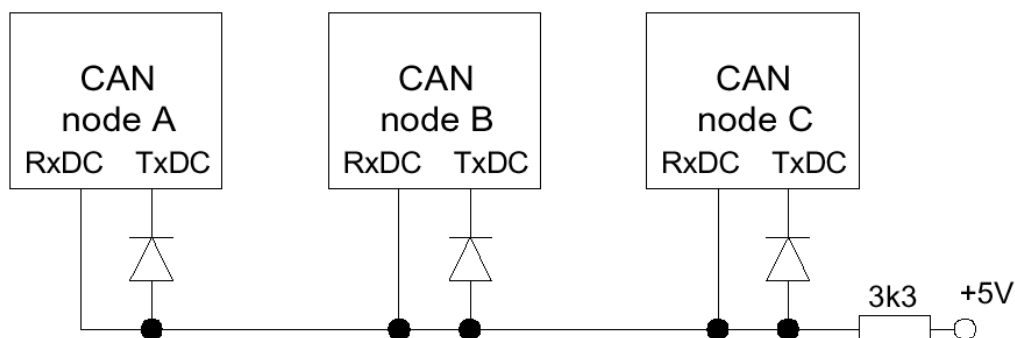 CAN
node A
RxDC TxDC
CAN
node B
RxDC TxDC
CAN
node C
RxDC TxDC
3k3
+5V